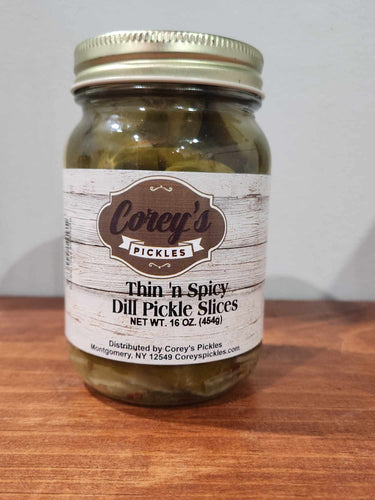 Corey's
PICKLES
Thin 'n Spicy
Dill Pickle Slices
NET WT. 16 OZ. (454g)
Distributed by Corey's Pickles
Montgomery, NY 12549 Coreyspickles.com